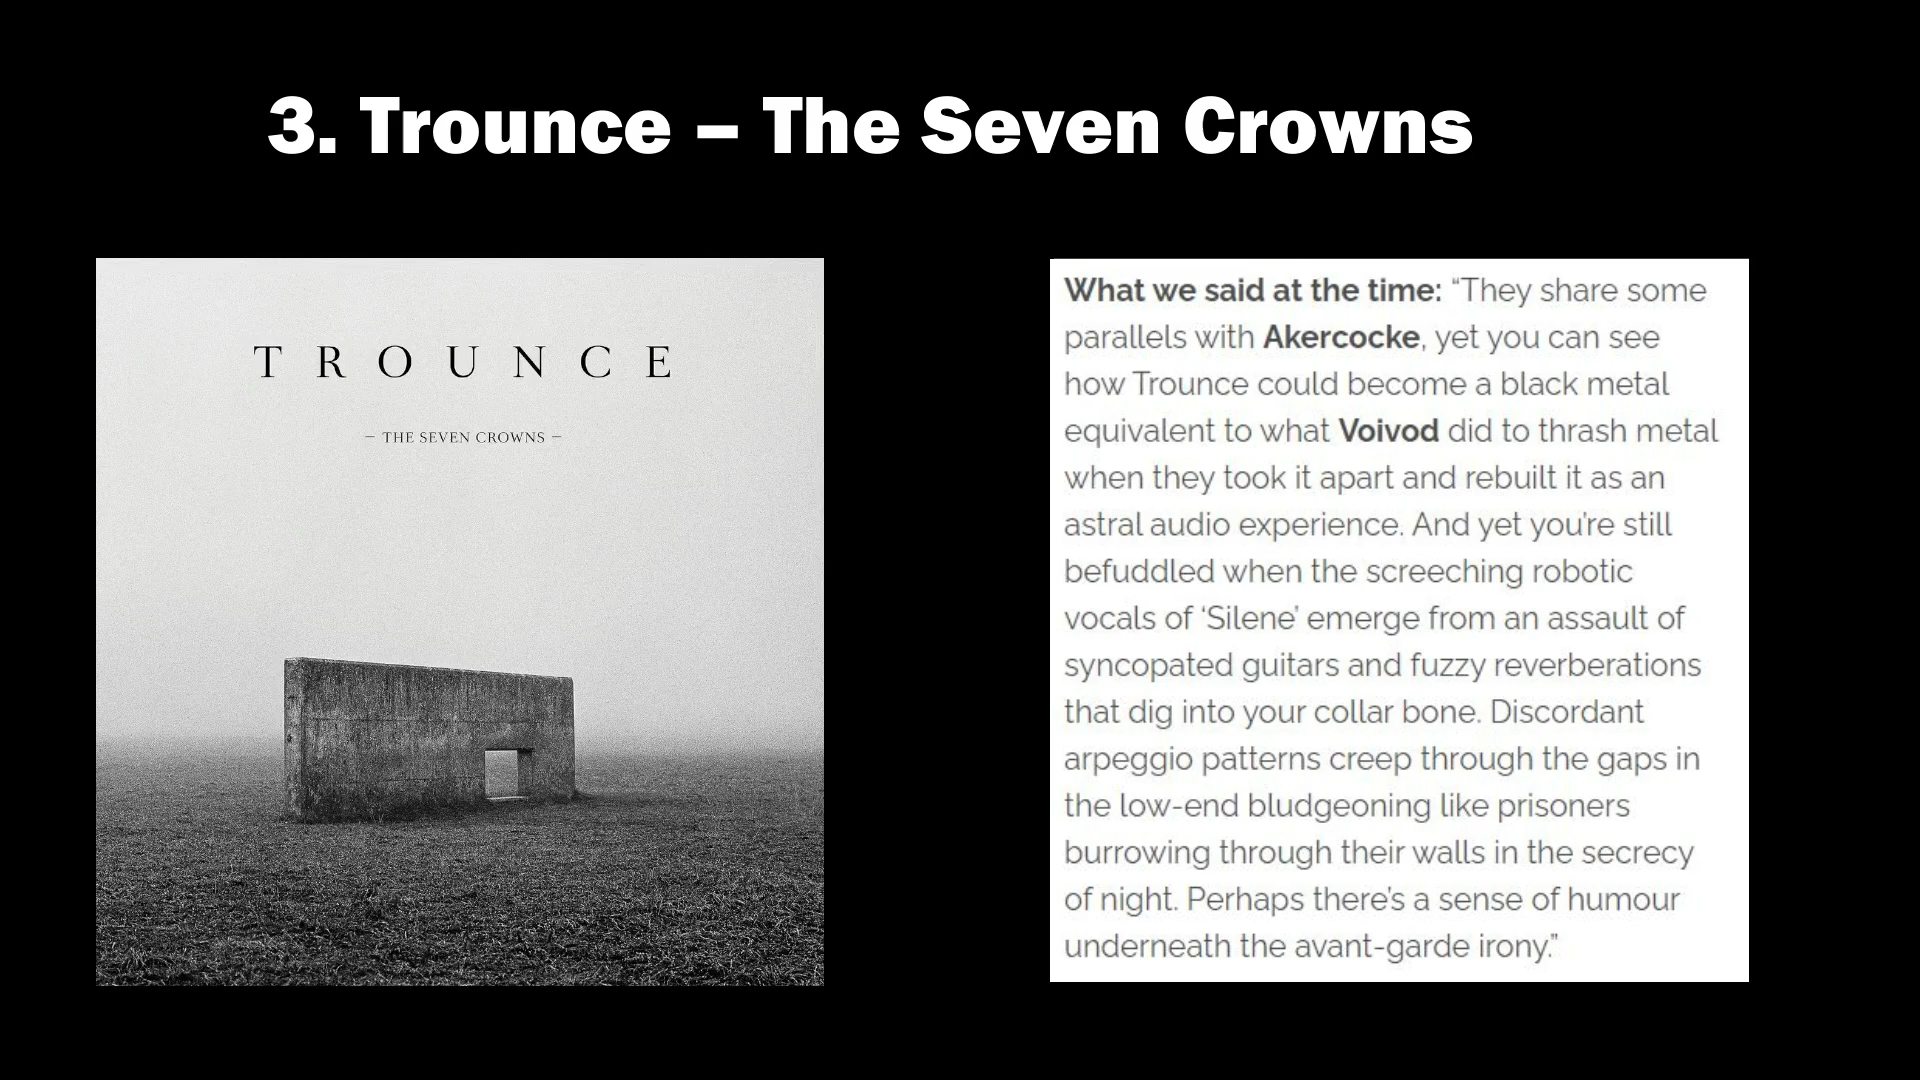 3. Trounce – The Seven Crowns
TROUNCE
– THE SEVEN CROWNS –
What we said at the time: “They share some
parallels with Akercocke, yet you can see
how Trounce could become a black metal
equivalent to what Voivod did to thrash metal
when they took it apart and rebuilt it as an
astral audio experience. And yet you’re still
befuddled when the screeching robotic
vocals of ‘Silene’ emerge from an assault of
syncopated guitars and fuzzy reverberations
that dig into your collar bone. Discordant
arpeggio patterns creep through the gaps in
the low-end bludgeoning like prisoners
burrowing through their walls in the secrecy
of night. Perhaps there’s a sense of humour
underneath the avant-garde irony.”